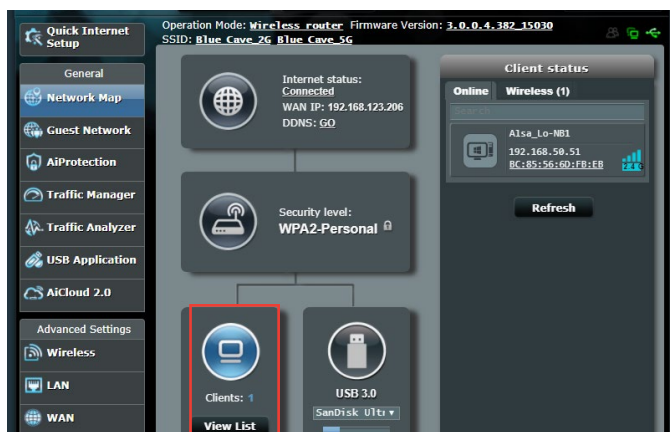 Quick Internet
Setup
Operation Mode: Wireless router Firmware Version: 3.0.0.4.382_15030
SSID: Blue Cave_2G Blue Cave_5G
General
Network Map
Guest Network
AiProtection
Traffic Manager
Traffic Analyzer
USB Application
AiCloud 2.0
Advanced Settings
Wireless
LAN
WAN
Internet status:
Connected
WAN IP: 192.168.123.206
DDNS: GO
Security level:
WPA2-Personal
Clients: 1
View List
USB 3.0
SanDisk Ult
Client status
Online Wireless (1)
Search
Alsa_Lo-NB1
192.168.50.51
BC:85:56:6D:FB:EB
2.4G
Refresh